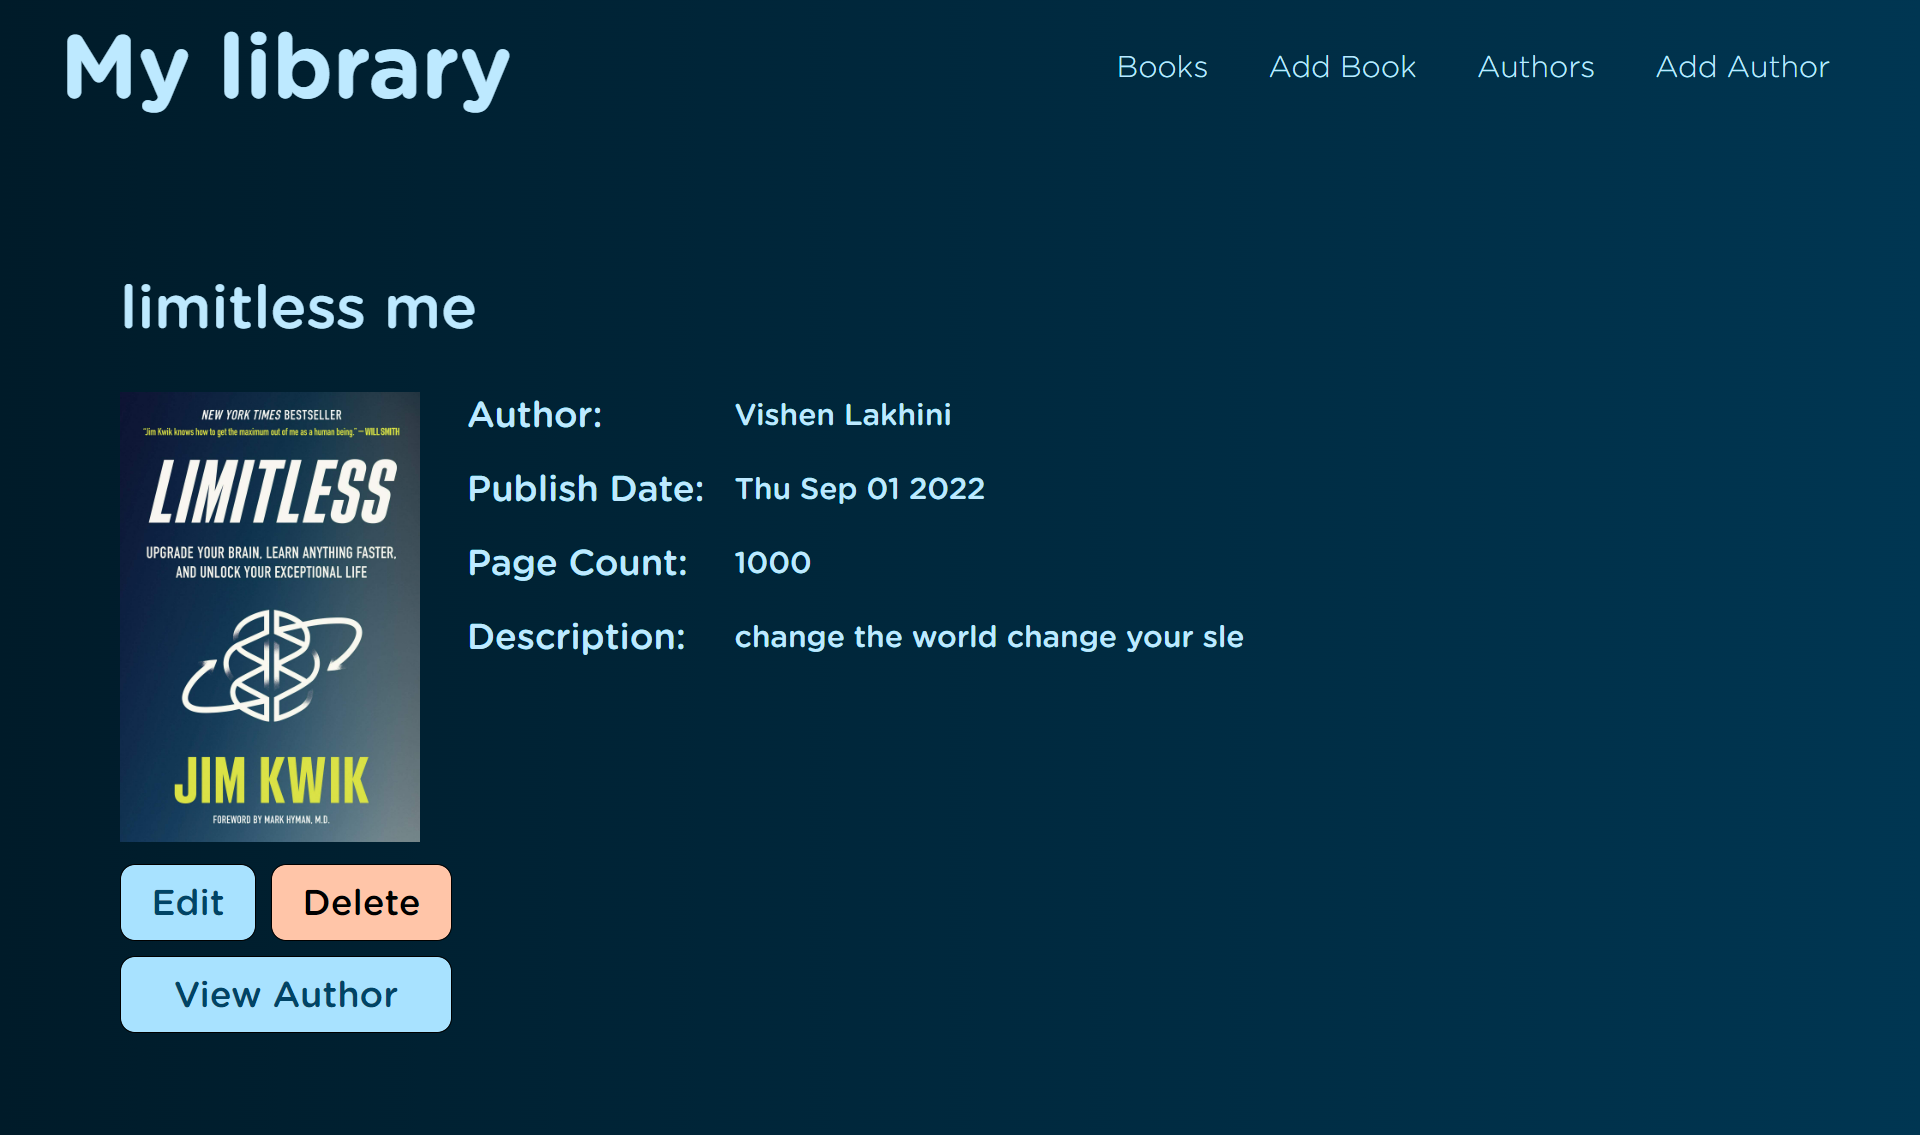 My library
Books
Add Book
Authors
Add Author
limitless me
NEW YORK TIMES BESTSELLER
"Jim Kwik knows how to get the maximum out of me as a human being." — WILL SMITH
LIMITLESS
UPGRADE YOUR BRAIN, LEARN ANYTHING FASTER,
AND UNLOCK YOUR EXCEPTIONAL LIFE
JIM KWIK
FOREWORD BY MARK HYMAN, M.D.
Author: Vishen Lakhini
Publish Date: Thu Sep 01 2022
Page Count: 1000
Description: change the world change your sle
Edit
Delete
View Author